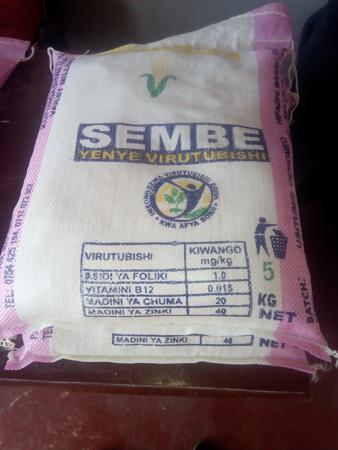 SEMBE
YENYE VIRUTUBISHI
KWA AFYA BORA
VIRUTUBISHI KIWANGO mg/kg
ASIDI YA FOLIKI 1.0
VITAMINI B12 0.015
MADINI YA CHUMA 20
MADINI YA ZINKI 40
5
KG
NET
BATCH:
MADINI YA ZINKI 40
NET